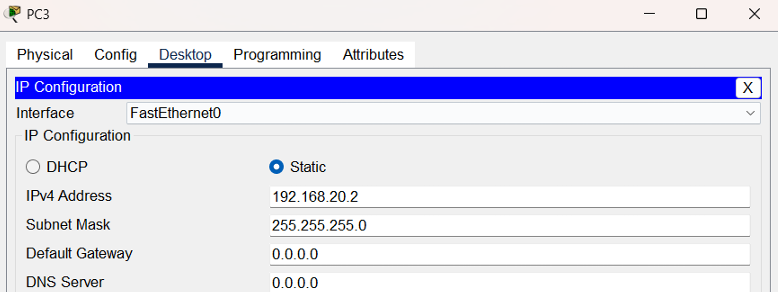 PC3
Physical Config Desktop Programming Attributes
IP Configuration X
Interface FastEthernet0
IP Configuration
DHCP Static
IPv4 Address 192.168.20.2
Subnet Mask 255.255.255.0
Default Gateway 0.0.0.0
DNS Server 0.0.0.0